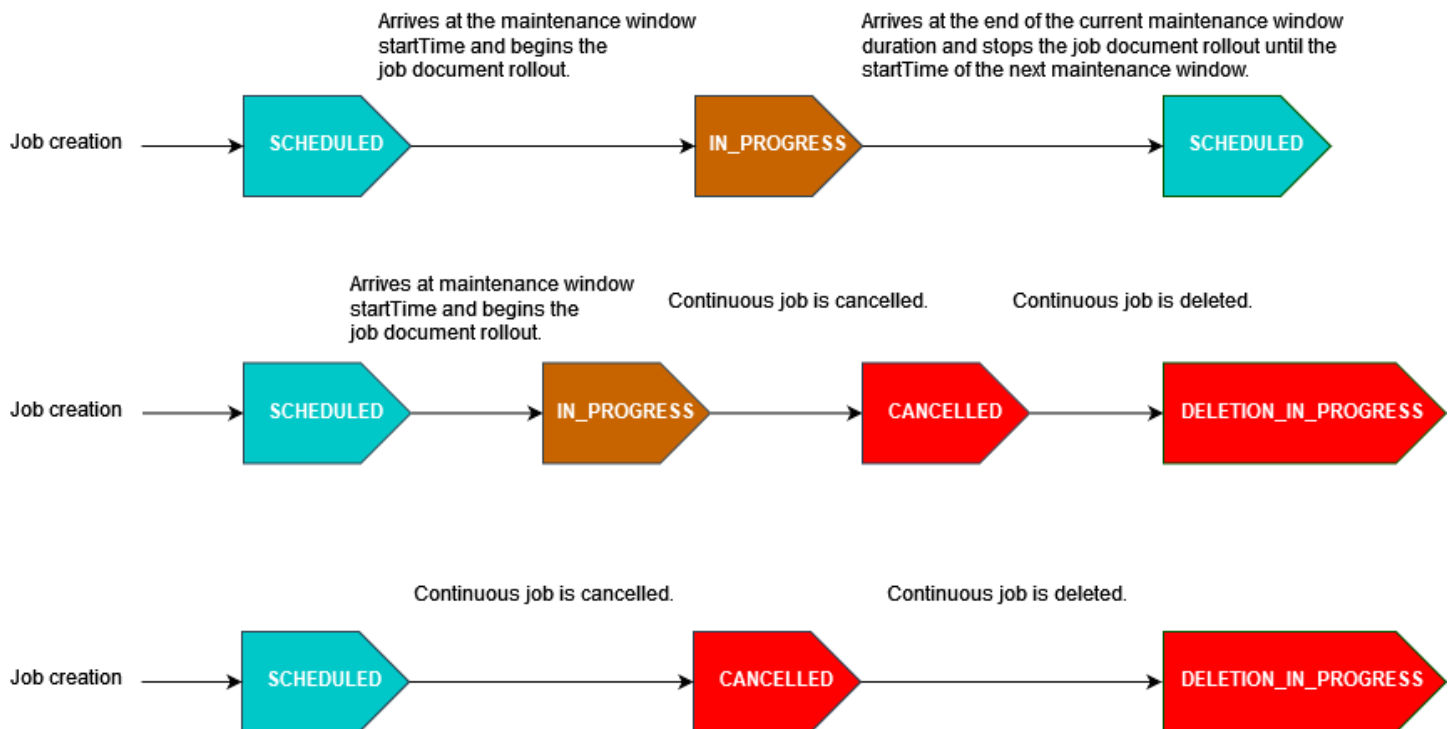 Arrives at the maintenance window
startTime and begins the
job document rollout.
Arrives at the end of the current maintenance window
duration and stops the job document rollout until the
startTime of the next maintenance window.
Job creation
SCHEDULED
IN_PROGRESS
SCHEDULED
Arrives at maintenance window
startTime and begins the
job document rollout.
Continuous job is cancelled.
Continuous job is deleted.
Job creation
SCHEDULED
IN_PROGRESS
CANCELLED
DELETION_IN_PROGRESS
Continuous job is cancelled.
Continuous job is deleted.
Job creation
SCHEDULED
CANCELLED
DELETION_IN_PROGRESS